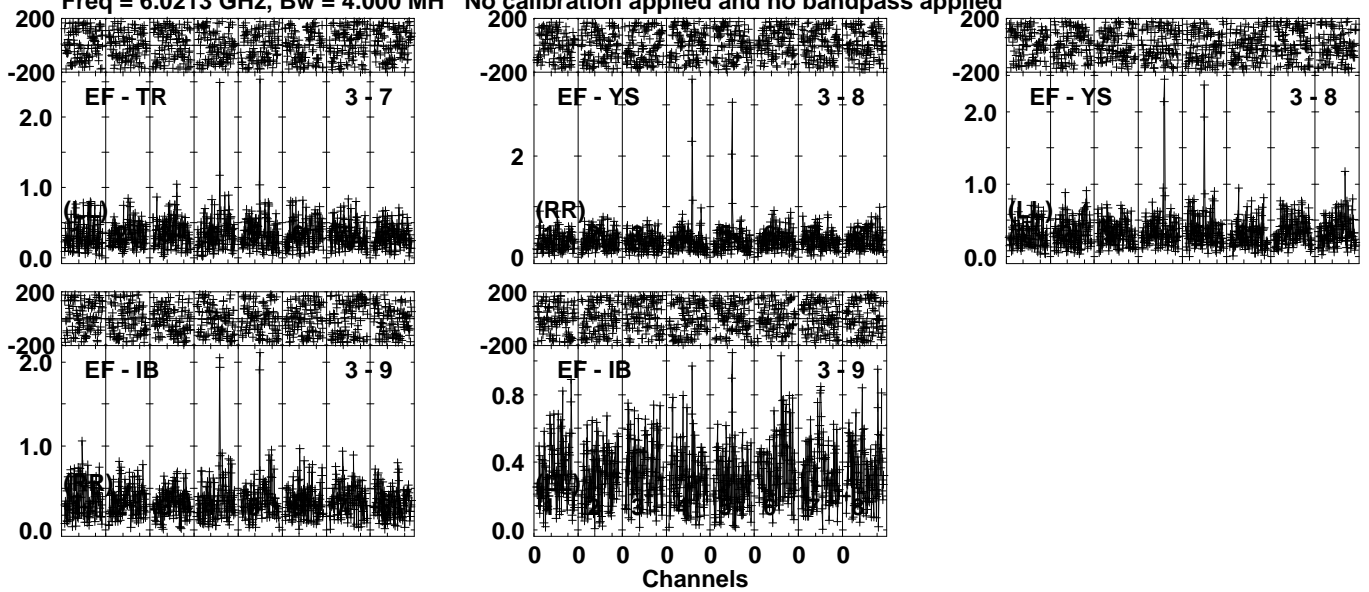 Freq = 6.0213 GHz, Bw = 4.000 MH No calibration applied and no bandpass applied
200 200 200
-200 -200 -200
EF - TR 3 - 7 EF - YS 3 - 8 EF - YS 3 - 8
2.0 2 2.0
1.0 1.0
(LL) (RR) (LL)
0.0 0 0.0
200 200
-200 -200
2.0 EF - IB 3 - 9 EF - IB 3 - 9
0.8
1.0
0.4
(RR)
0.0 0.0
0 0 0 0 0 0 0 0
Channels